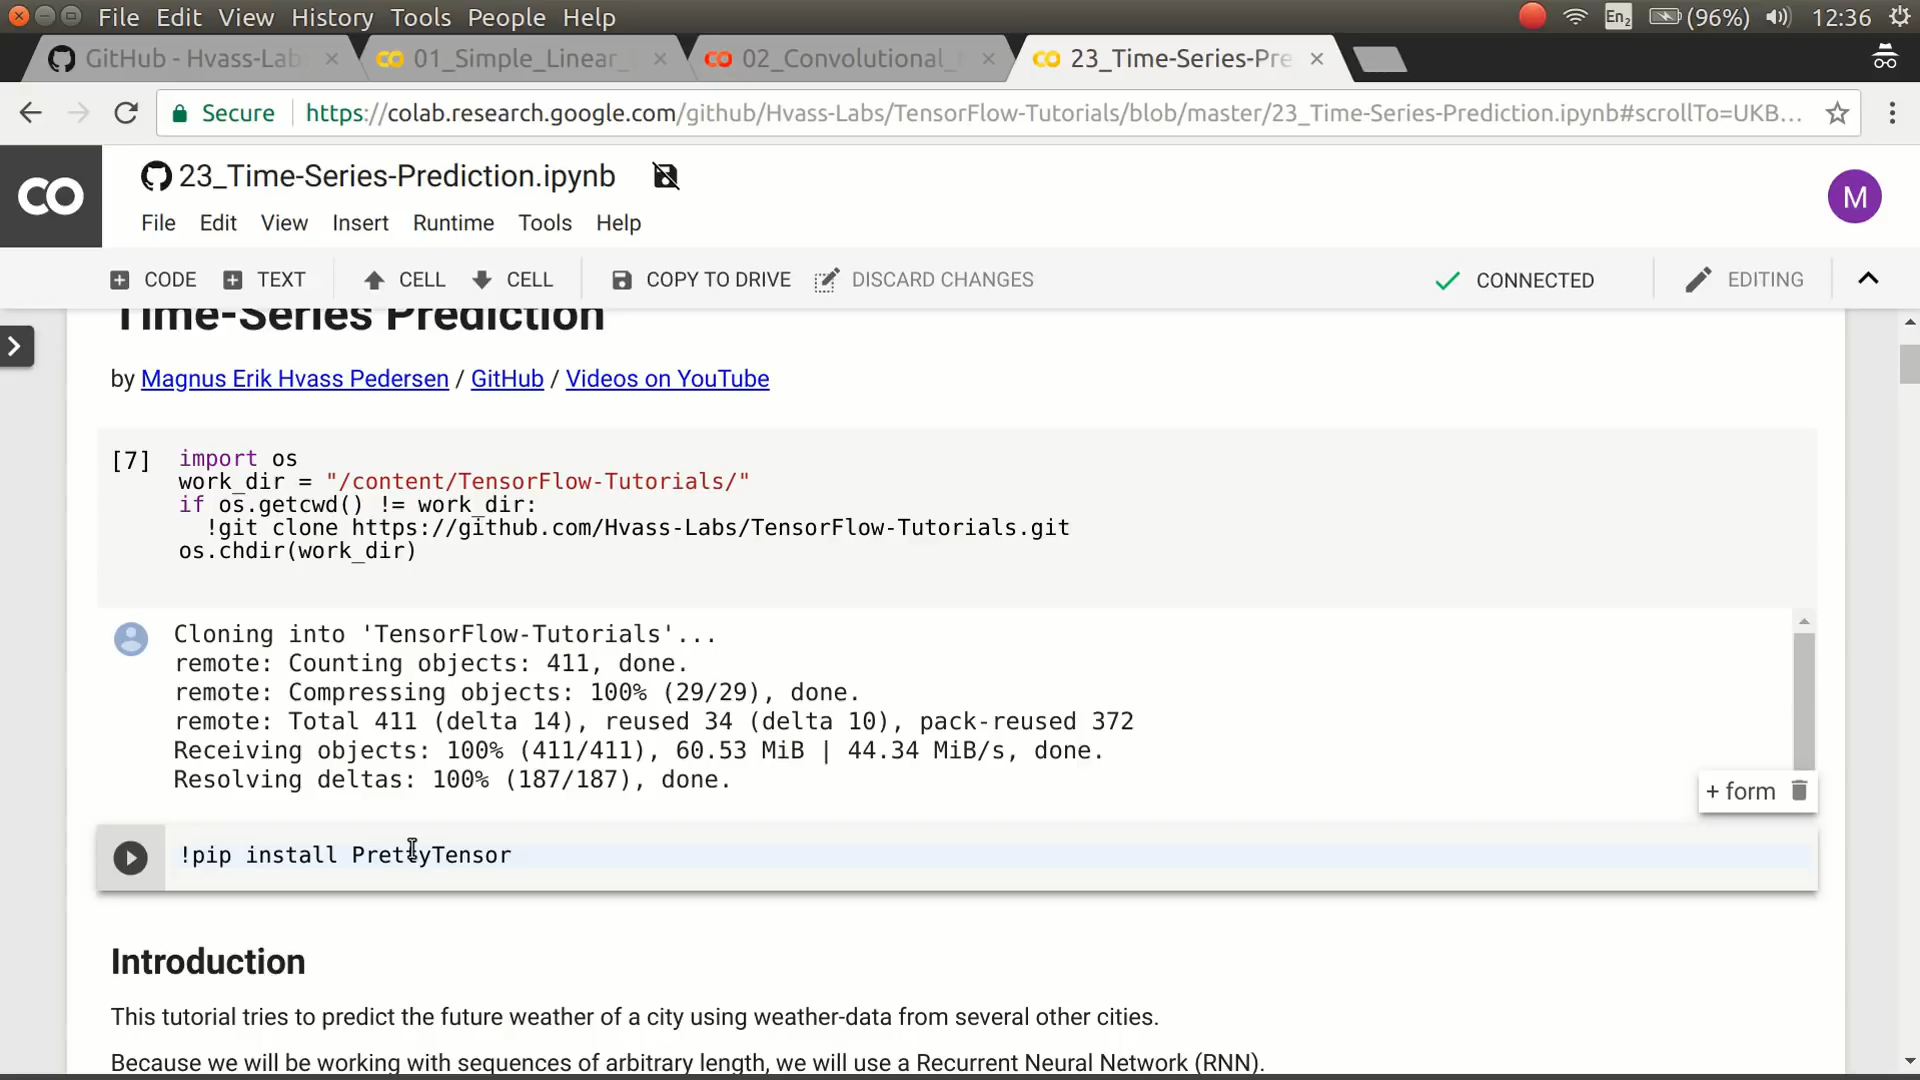 File Edit View History Tools People Help
En2 (96%) 12:36
GitHub - Hvass-Lab
01_Simple_Linear_
02_Convolutional_
23_Time-Series-Pre
Secure https://colab.research.google.com/github/Hvass-Labs/TensorFlow-Tutorials/blob/master/23_Time-Series-Prediction.ipynb#scrollTo=UKB...
CO
23_Time-Series-Prediction.ipynb
M
File Edit View Insert Runtime Tools Help
CODE TEXT CELL CELL COPY TO DRIVE DISCARD CHANGES CONNECTED EDITING
Time-Series Prediction
by Magnus Erik Hvass Pedersen / GitHub / Videos on YouTube
[7] import os
work_dir = "/content/TensorFlow-Tutorials/"
if os.getcwd() != work_dir:
!git clone https://github.com/Hvass-Labs/TensorFlow-Tutorials.git
os.chdir(work_dir)
Cloning into 'TensorFlow-Tutorials'...
remote: Counting objects: 411, done.
remote: Compressing objects: 100% (29/29), done.
remote: Total 411 (delta 14), reused 34 (delta 10), pack-reused 372
Receiving objects: 100% (411/411), 60.53 MiB | 44.34 MiB/s, done.
Resolving deltas: 100% (187/187), done.
+ form
!pip install PrettyTensor
Introduction
This tutorial tries to predict the future weather of a city using weather-data from several other cities.
Because we will be working with sequences of arbitrary length, we will use a Recurrent Neural Network (RNN).